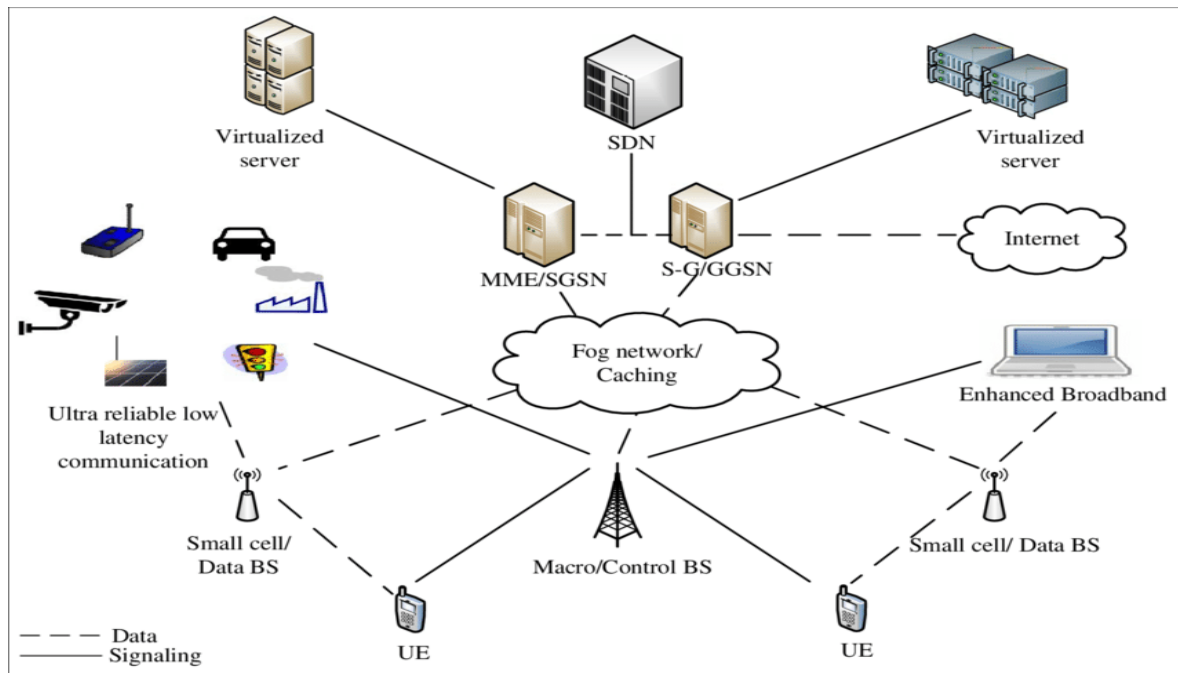 Virtualized
server
SDN
Virtualized
server
MME/SGSN
S-G/GGSN
Internet
Fog network/
Caching
Enhanced Broadband
Ultra reliable low
latency
communication
Small cell/
Data BS
Macro/Control BS
Small cell/ Data BS
UE
UE
Data
Signaling